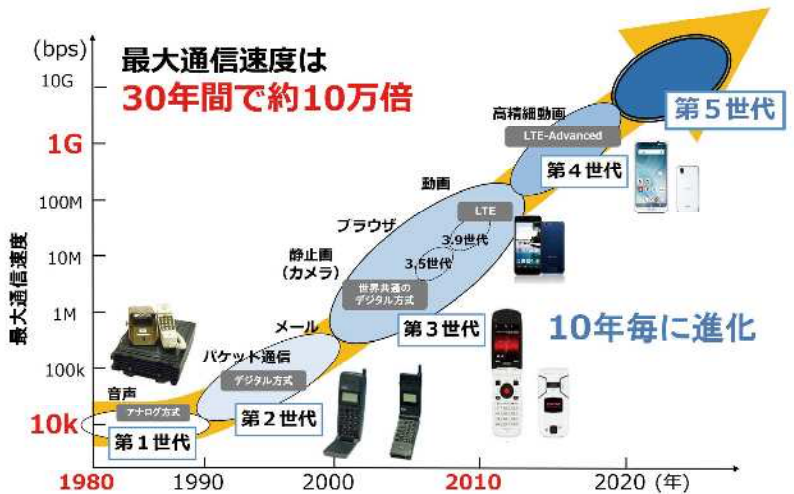 (bps)
最大通信速度は
30年間で約10万倍
10G
1G
100M
10M
1M
100k
10k
最大通信速度
高精細動画
LTE-Advanced
第5世代
第4世代
動画
LTE
ブラウザ
3.9世代
3.5世代
静止画
(カメラ)
世界共通の
デジタル方式
第3世代
10年毎に進化
メール
パケット通信
デジタル方式
第2世代
音声
アナログ方式
第1世代
1980
1990
2000
2010
2020 (年)